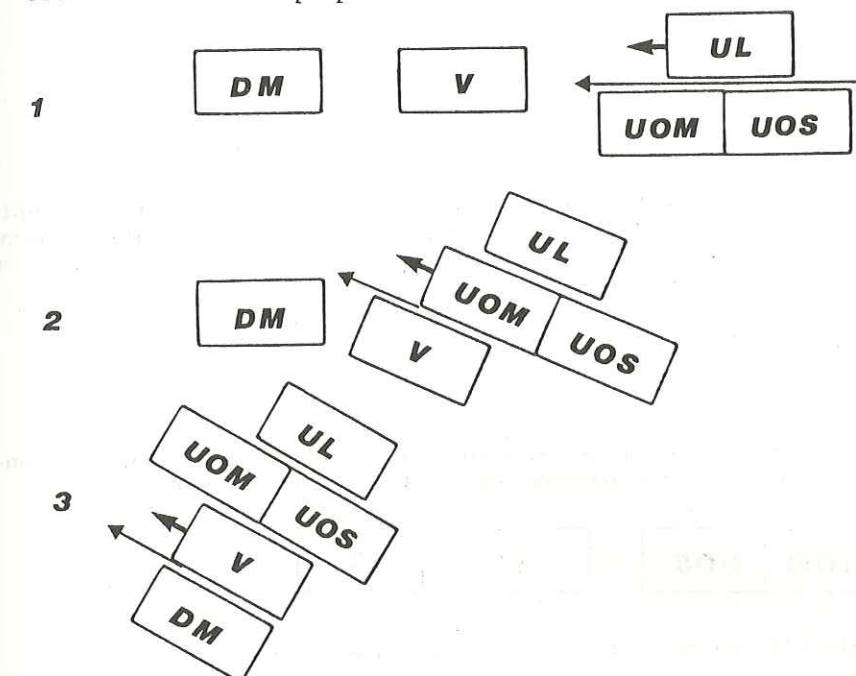 1 DM V UL
UOM UOS
2 DM V UOM UL
UOS
3 UOM UL
UOS
V
DM